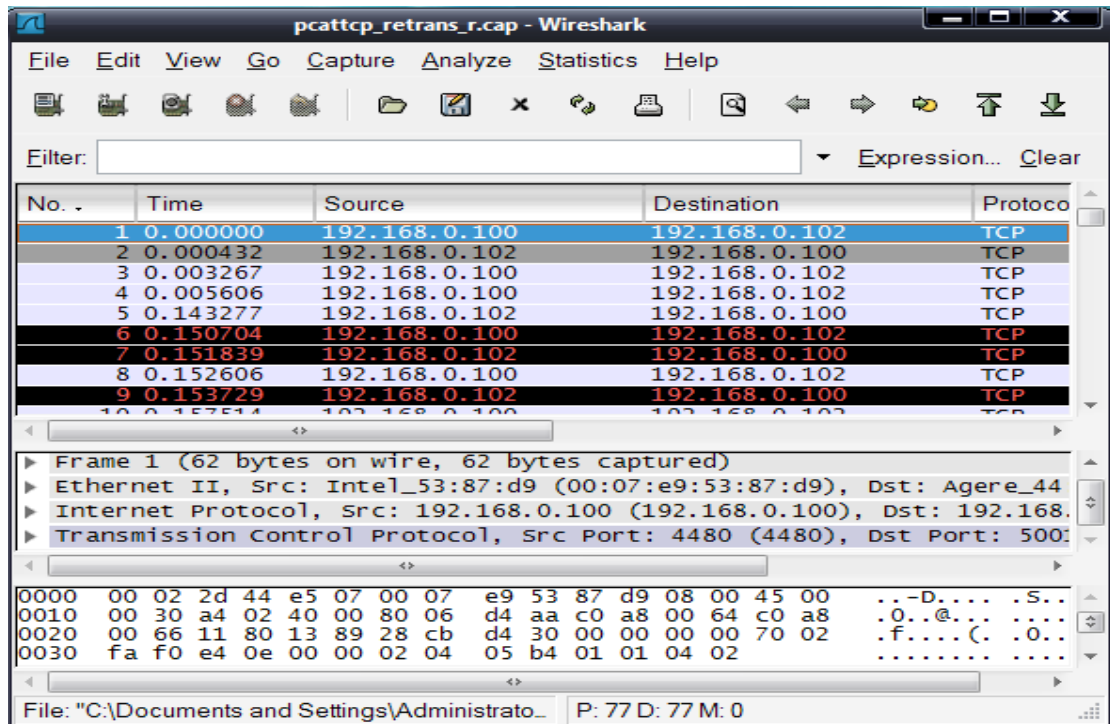 pcattcp_retrans_r.cap - Wireshark
File Edit View Go Capture Analyze Statistics Help
Filter: Expression... Clear
No. . Time Source Destination Protoco
1 0.000000 192.168.0.100 192.168.0.102 TCP
2 0.000432 192.168.0.102 192.168.0.100 TCP
3 0.003267 192.168.0.100 192.168.0.102 TCP
4 0.005606 192.168.0.100 192.168.0.102 TCP
5 0.143277 192.168.0.102 192.168.0.100 TCP
6 0.150704 192.168.0.100 192.168.0.102 TCP
7 0.151839 192.168.0.102 192.168.0.100 TCP
8 0.152606 192.168.0.100 192.168.0.102 TCP
9 0.153729 192.168.0.102 192.168.0.100 TCP
10 0.157514 192.168.0.100 192.168.0.102 TCP
Frame 1 (62 bytes on wire, 62 bytes captured)
Ethernet II, Src: Intel_53:87:d9 (00:07:e9:53:87:d9), Dst: Agere_44
Internet Protocol, Src: 192.168.0.100 (192.168.0.100), Dst: 192.168.
Transmission Control Protocol, Src Port: 4480 (4480), Dst Port: 5001
0000 00 02 2d 44 e5 07 00 07 e9 53 87 d9 08 00 45 00 ..-D.... .S..
0010 00 30 a4 02 40 00 80 06 d4 aa c0 a8 00 64 c0 a8 .0..@... ....
0020 00 66 11 80 13 89 28 cb d4 30 00 00 00 00 70 02 .f....(. .0..
0030 fa f0 e4 0e 00 00 02 04 05 b4 01 01 04 02 ........ ....
File: "C:\Documents and Settings\Administrato... P: 77 D: 77 M: 0